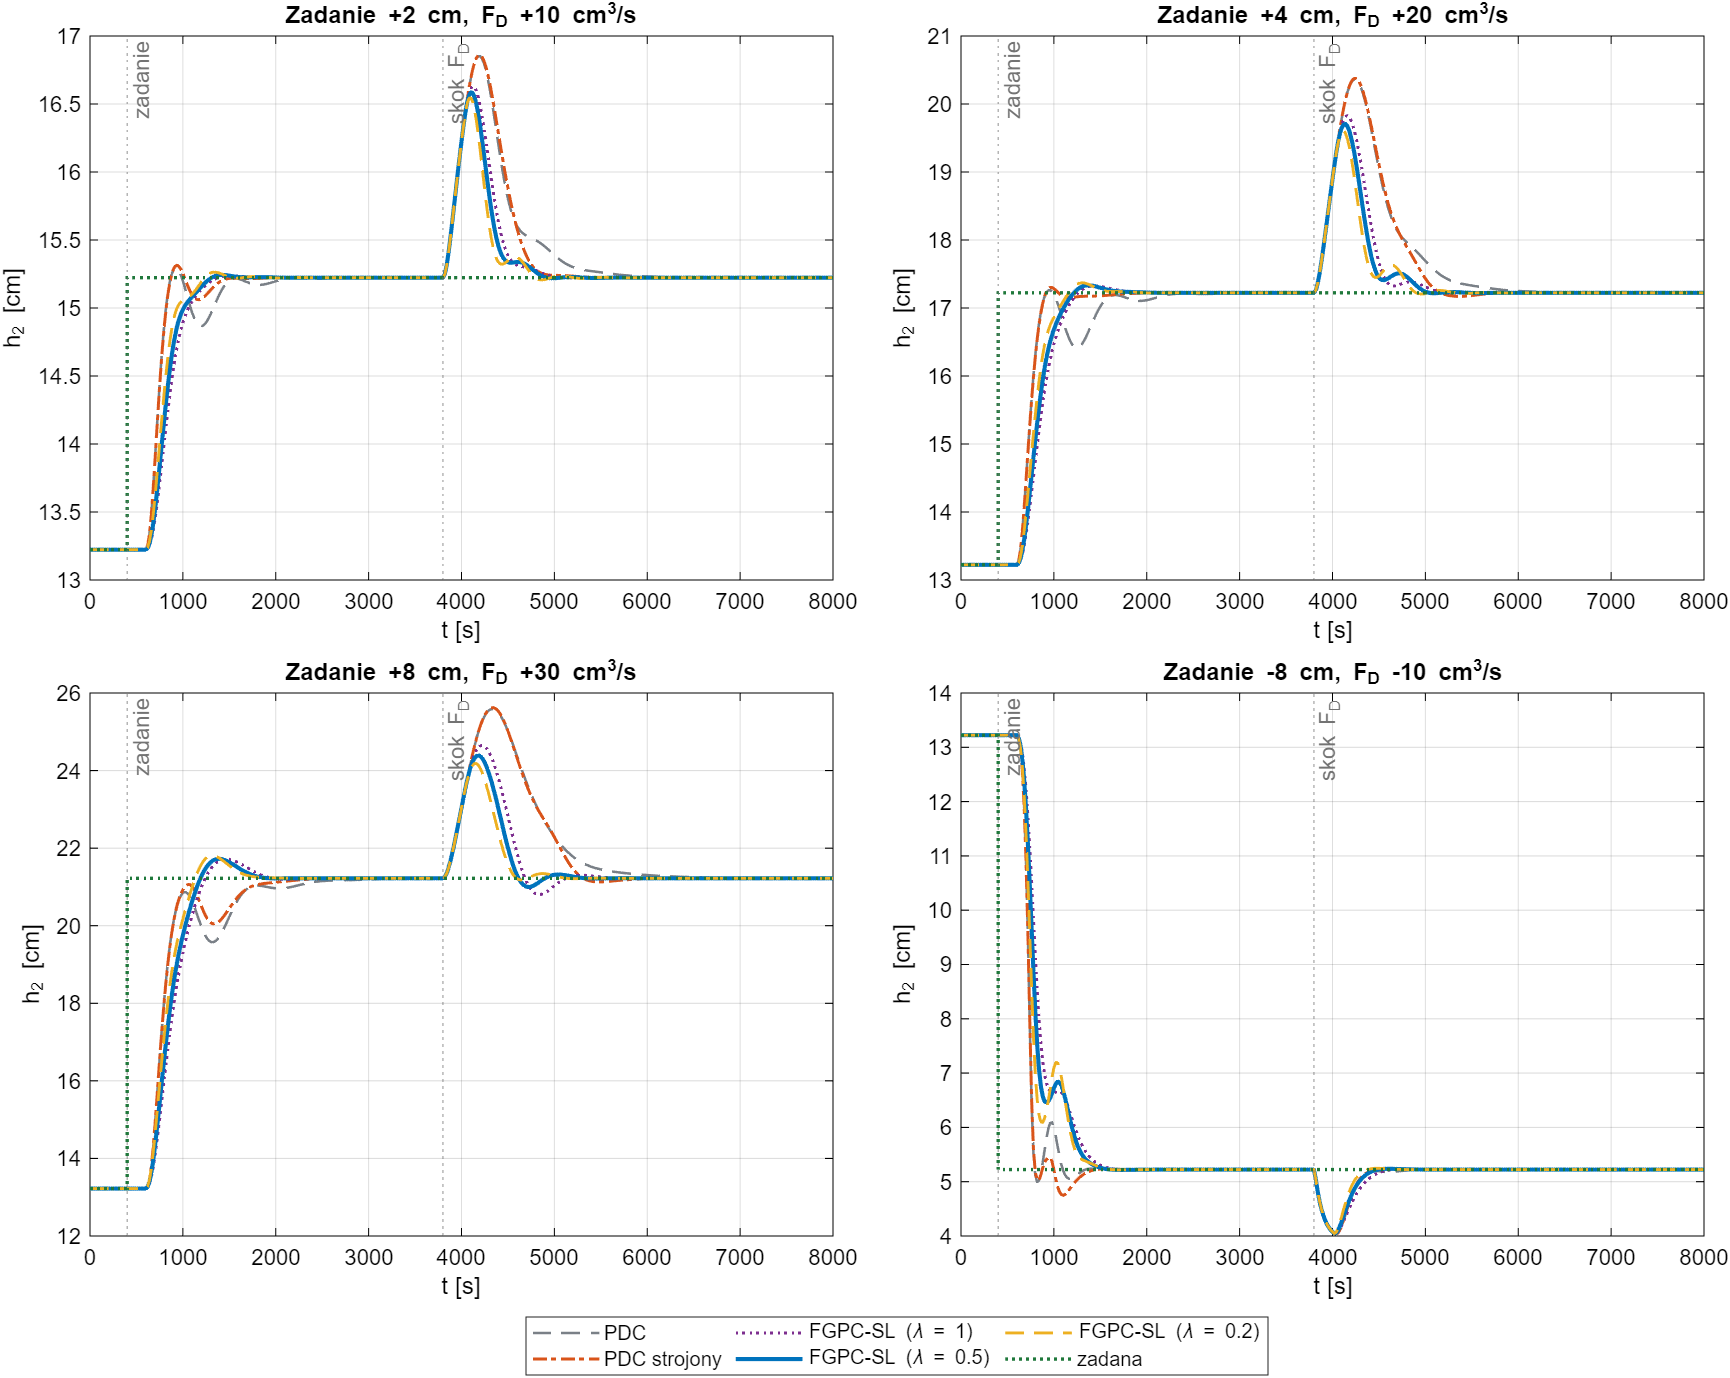 Zadanie +2 cm, F_D +10 cm³/s
17
16.5
16
15.5
15
14.5
14
13.5
13
h₂ [cm]
zadanie
skok F_D
0 1000 2000 3000 4000 5000 6000 7000 8000
t [s]
Zadanie +4 cm, F_D +20 cm³/s
21
20
19
18
17
16
15
14
13
h₂ [cm]
zadanie
skok F_D
0 1000 2000 3000 4000 5000 6000 7000 8000
t [s]
Zadanie +8 cm, F_D +30 cm³/s
26
24
22
20
18
16
14
12
h₂ [cm]
zadanie
skok F_D
0 1000 2000 3000 4000 5000 6000 7000 8000
t [s]
Zadanie -8 cm, F_D -10 cm³/s
14
13
12
11
10
9
8
7
6
5
4
h₂ [cm]
zadanie
skok F_D
0 1000 2000 3000 4000 5000 6000 7000 8000
t [s]
PDC
PDC strojony
FGPC-SL (λ = 1)
FGPC-SL (λ = 0.5)
FGPC-SL (λ = 0.2)
zadana